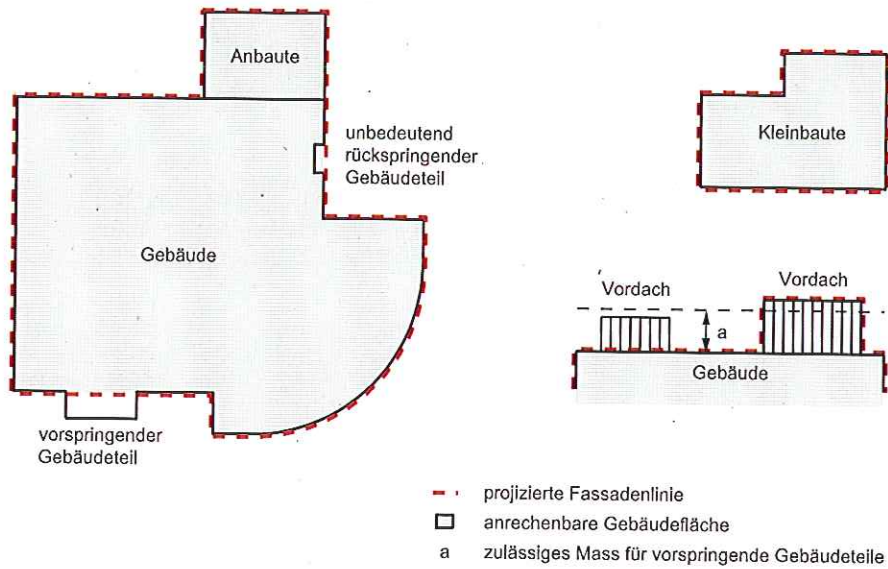 Anbaute
unbedeutend
rückspringender
Gebäudeteil
Gebäude
vorspringender
Gebäudeteil
Kleinbaute
Vordach
Vordach
a
Gebäude
projizierte Fassadenlinie
anrechenbare Gebäudefläche
a zulässiges Mass für vorspringende Gebäudeteile